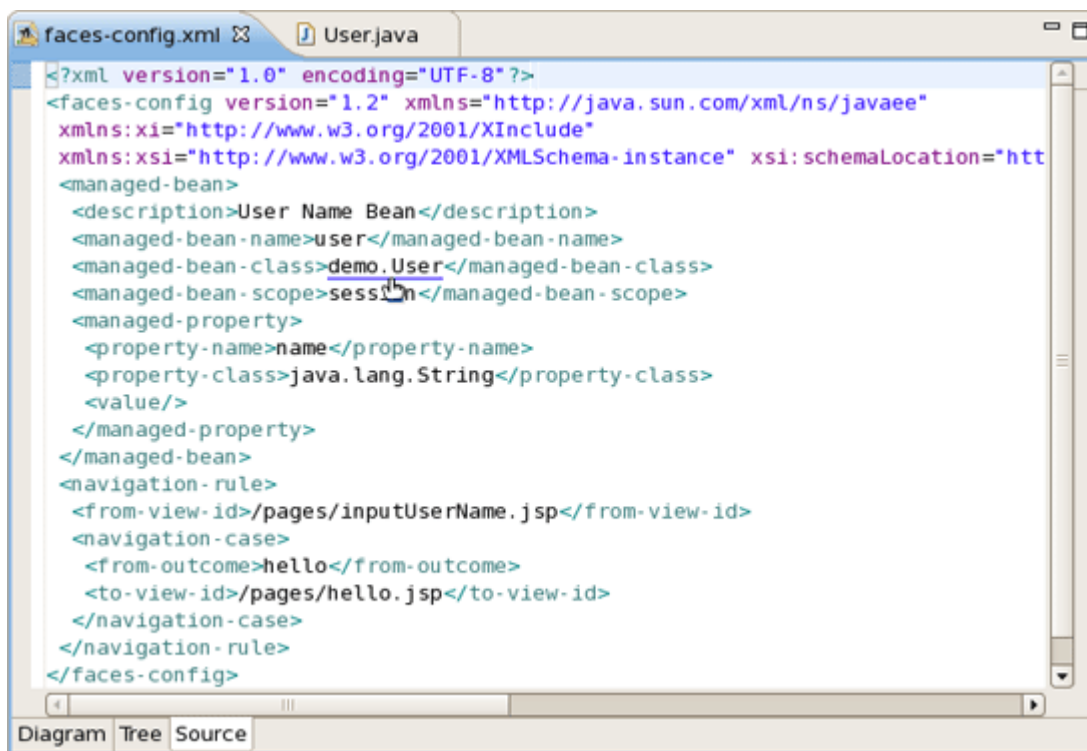 faces-config.xml User.java
<?xml version="1.0" encoding="UTF-8"?>
<faces-config version="1.2" xmlns="http://java.sun.com/xml/ns/javaee"
xmlns:xi="http://www.w3.org/2001/XInclude"
xmlns:xsi="http://www.w3.org/2001/XMLSchema-instance" xsi:schemaLocation="htt
<managed-bean>
<description>User Name Bean</description>
<managed-bean-name>user</managed-bean-name>
<managed-bean-class>demo.User</managed-bean-class>
<managed-bean-scope>session</managed-bean-scope>
<managed-property>
<property-name>name</property-name>
<property-class>java.lang.String</property-class>
<value/>
</managed-property>
</managed-bean>
<navigation-rule>
<from-view-id>/pages/inputUserName.jsp</from-view-id>
<navigation-case>
<from-outcome>hello</from-outcome>
<to-view-id>/pages/hello.jsp</to-view-id>
</navigation-case>
</navigation-rule>
</faces-config>
Diagram Tree Source